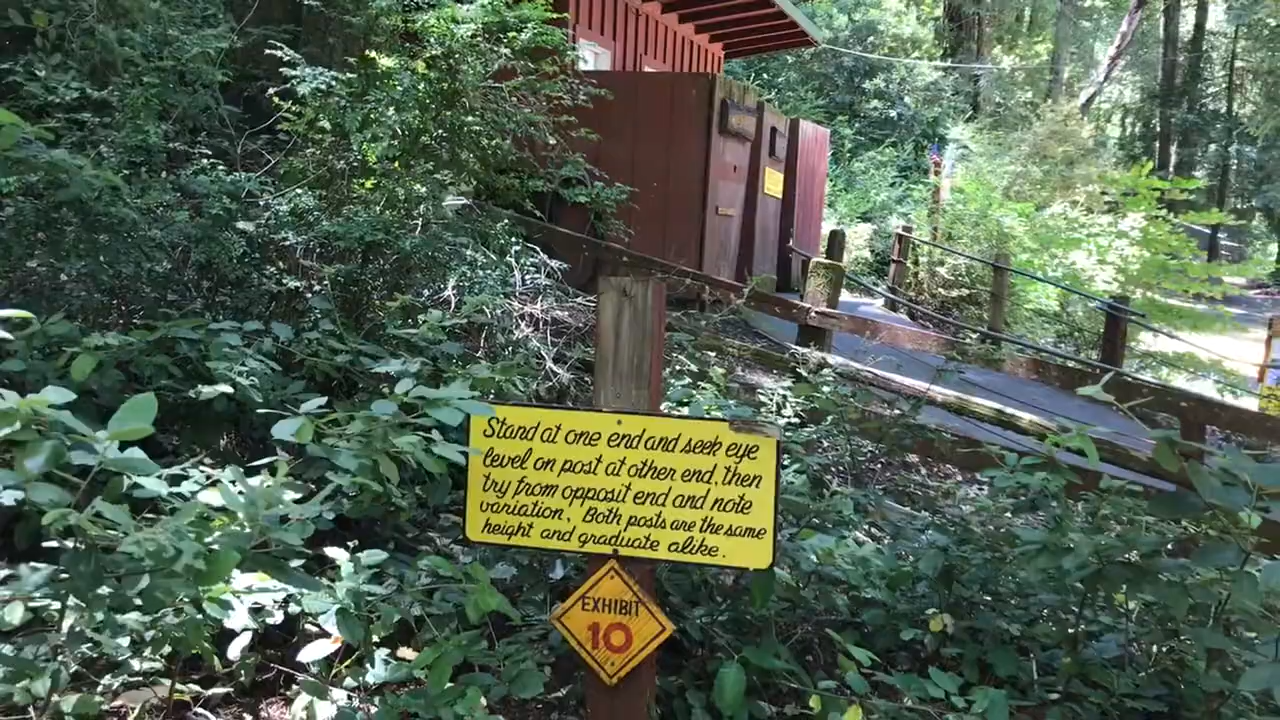 Stand at one end and seek eye
level on post at other end, then
try from opposit end and note
variation. Both posts are the same
height and graduate alike.
EXHIBIT
10